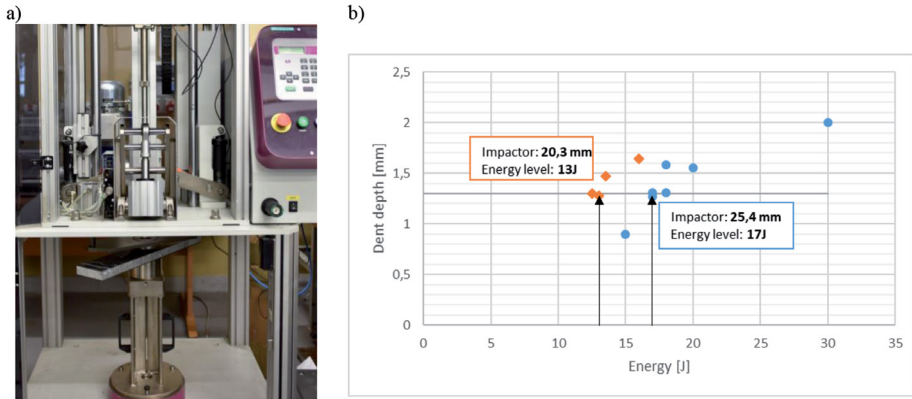 a)
b)
2,5
2
1,5
1
0,5
0
Dent depth [mm]
Impactor: 20,3 mm
Energy level: 13J
Impactor: 25,4 mm
Energy level: 17J
0 5 10 15 20 25 30 35
Energy [J]